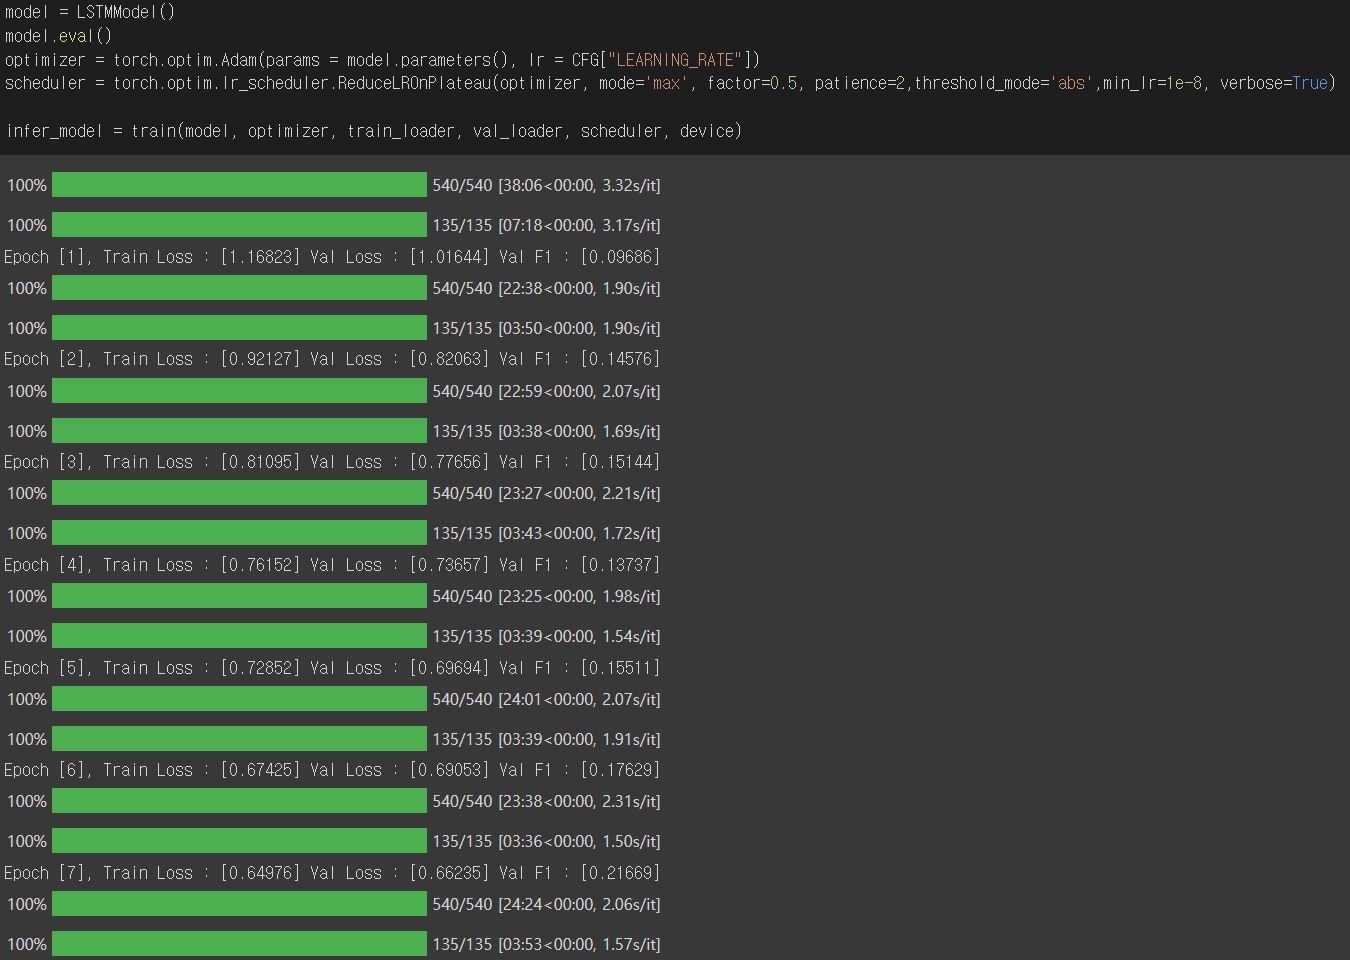 model = LSTMModel()
model.eval()
optimizer = torch.optim.Adam(params = model.parameters(), lr = CFG["LEARNING_RATE"])
scheduler = torch.optim.lr_scheduler.ReduceLROnPlateau(optimizer, mode='max', factor=0.5, patience=2,threshold_mode='abs',min_lr=1e-8, verbose=True)
infer_model = train(model, optimizer, train_loader, val_loader, scheduler, device)
100% 540/540 [38:06<00:00, 3.32s/it]
100% 135/135 [07:18<00:00, 3.17s/it]
Epoch [1], Train Loss : [1.16823] Val Loss : [1.01644] Val F1 : [0.09686]
100% 540/540 [22:38<00:00, 1.90s/it]
100% 135/135 [03:50<00:00, 1.90s/it]
Epoch [2], Train Loss : [0.92127] Val Loss : [0.82063] Val F1 : [0.14576]
100% 540/540 [22:59<00:00, 2.07s/it]
100% 135/135 [03:38<00:00, 1.69s/it]
Epoch [3], Train Loss : [0.81095] Val Loss : [0.77656] Val F1 : [0.15144]
100% 540/540 [23:27<00:00, 2.21s/it]
100% 135/135 [03:43<00:00, 1.72s/it]
Epoch [4], Train Loss : [0.76152] Val Loss : [0.73657] Val F1 : [0.13737]
100% 540/540 [23:25<00:00, 1.98s/it]
100% 135/135 [03:39<00:00, 1.54s/it]
Epoch [5], Train Loss : [0.72852] Val Loss : [0.69694] Val F1 : [0.15511]
100% 540/540 [24:01<00:00, 2.07s/it]
100% 135/135 [03:39<00:00, 1.91s/it]
Epoch [6], Train Loss : [0.67425] Val Loss : [0.69053] Val F1 : [0.17629]
100% 540/540 [23:38<00:00, 2.31s/it]
100% 135/135 [03:36<00:00, 1.50s/it]
Epoch [7], Train Loss : [0.64976] Val Loss : [0.66235] Val F1 : [0.21669]
100% 540/540 [24:24<00:00, 2.06s/it]
100% 135/135 [03:53<00:00, 1.57s/it]